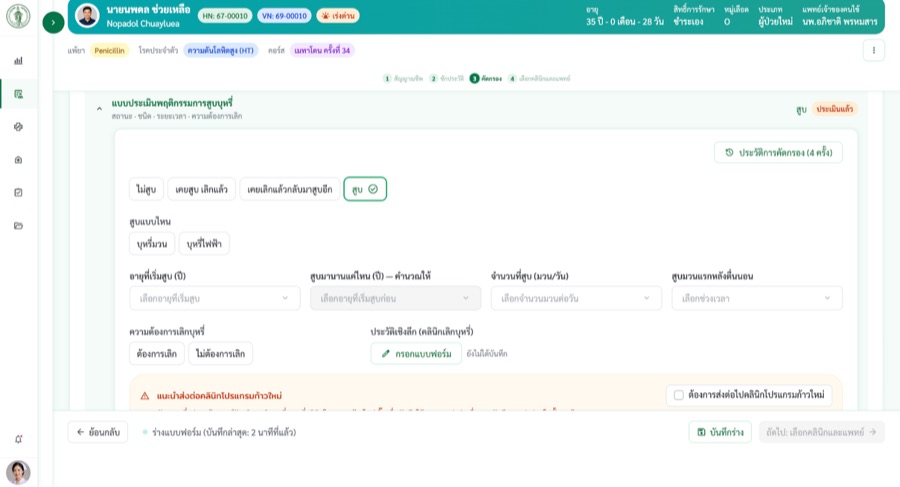 นายนพดล ช่วยเหลือ
Nopadol Chuayluea
HN: 67-00010
VN: 69-00010
เร่งด่วน
อายุ
35 ปี - 0 เดือน - 28 วัน
สิทธิ์การรักษา
ชำระเอง
หมู่เลือด
O
ประเภท
ผู้ป่วยใหม่
แพทย์เจ้าของคนไข้
นพ.อภิชาติ พรหมสาร
แพ้ยา
Penicillin
โรคประจำตัว
ความดันโลหิตสูง (HT)
คอร์ส
เมทาโดน ครั้งที่ 34
1 สัญญาณชีพ
2 ซักประวัติ
3 คัดกรอง
4 เลือกคลินิกและแพทย์
แบบประเมินพฤติกรรมการสูบบุหรี่
สถานะ - ชนิด - ระยะเวลา - ความต้องการเลิก
สูบ
ประเมินแล้ว
ประวัติการคัดกรอง (4 ครั้ง)
ไม่สูบ
เคยสูบ เลิกแล้ว
เคยเลิกแล้วกลับมาสูบอีก
สูบ
สูบแบบไหน
บุหรี่มวน
บุหรี่ไฟฟ้า
อายุที่เริ่มสูบ (ปี)
เลือกอายุที่เริ่มสูบ
สูบมานานแค่ไหน (ปี) — คำนวณให้
เลือกอายุที่เริ่มสูบก่อน
จำนวนที่สูบ (มวน/วัน)
เลือกจำนวนมวนต่อวัน
สูบมวนแรกหลังตื่นนอน
เลือกช่วงเวลา
ความต้องการเลิกบุหรี่
ต้องการเลิก
ไม่ต้องการเลิก
ประวัติเชิงลึก (คลินิกเลิกบุหรี่)
กรอกแบบฟอร์ม
ยังไม่ได้บันทึก
แนะนำส่งต่อคลินิกโปรแกรมก้าวใหม่
ต้องการส่งต่อไปคลินิกโปรแกรมก้าวใหม่
ย้อนกลับ
ร่างแบบฟอร์ม (บันทึกล่าสุด: 2 นาทีที่แล้ว)
บันทึกร่าง
ถัดไป: เลือกคลินิกและแพทย์